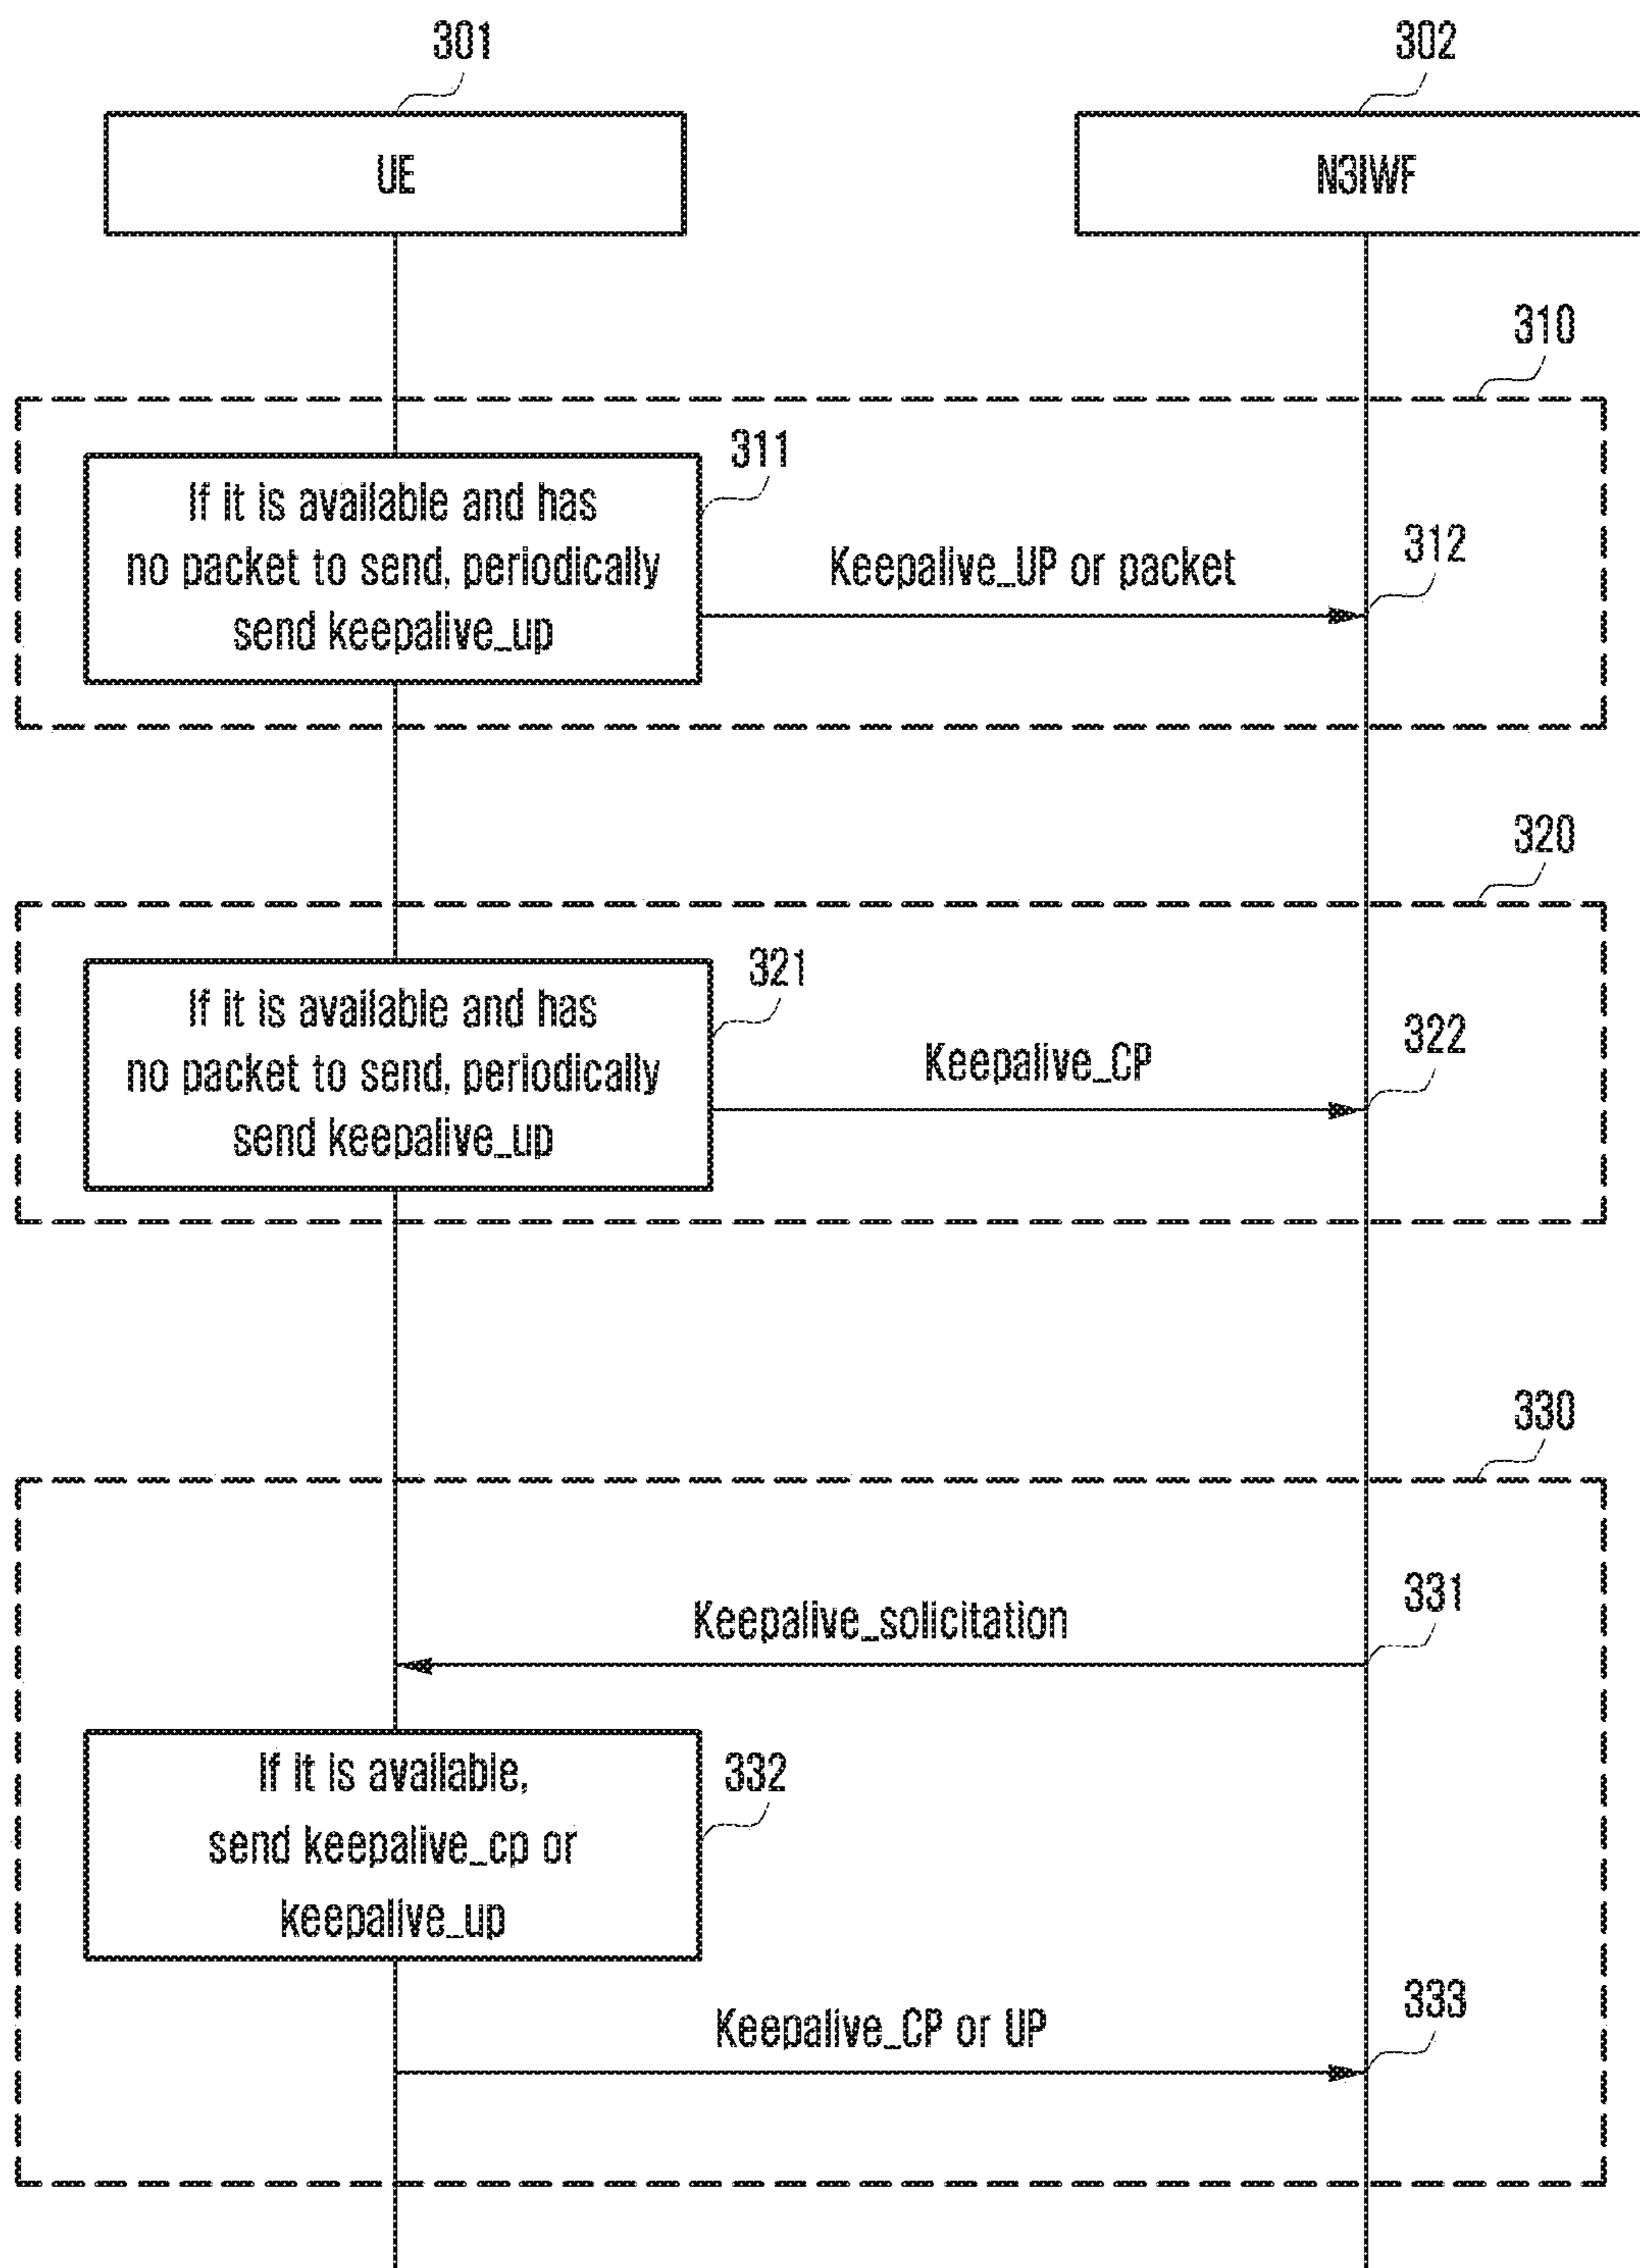 301
302
UE
N3IWF
310
311
If it is available and has
no packet to send, periodically
send keepalive_up
Keepalive_UP or packet
312
320
321
If it is available and has
no packet to send, periodically
send keepalive_up
Keepalive_CP
322
330
331
Keepalive_solicitation
If it is available,
send keepalive_cp or
keepalive_up
332
333
Keepalive_CP or UP